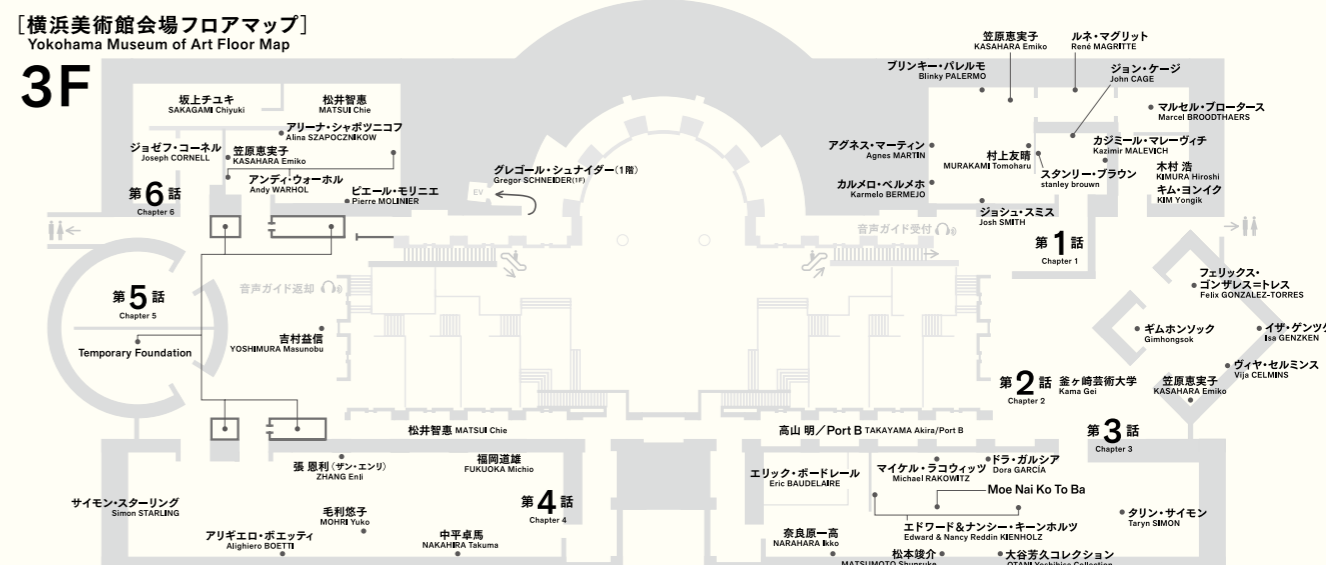 [横浜美術館会場フロアマップ]
Yokohama Museum of Art Floor Map
3F
坂上チユキ
SAKAGAMI Chiyuki
松井智惠
MATSUI Chie
アリーナ・シャポツニコフ
Alina SZAPOCZNIKOW
ジョゼフ・コーネル
Joseph CORNELL
笠原恵実子
KASAHARA Emiko
アンディ・ウォーホル
Andy WARHOL
第6話
Chapter 6
ピエール・モリニエ
Pierre MOLINIER
グレゴール・シュナイダー(1階)
Gregor SCHNEIDER(1F)
EV
笠原恵実子
KASAHARA Emiko
ルネ・マグリット
René MAGRITTE
ブリンキー・パレルモ
Blinky PALERMO
ジョン・ケージ
John CAGE
マルセル・ブロータース
Marcel BROODTHAERS
アグネス・マーティン
Agnes MARTIN
村上友晴
MURAKAMI Tomoharu
カジミール・マレーヴィチ
Kazimir MALEVICH
スタンリー・ブラウン
stanley brouwn
木村 浩
KIMURA Hiroshi
キム・ヨンイク
KIM Yongik
カルメロ・ベルメホ
Karmelo BERMEJO
ジョシュ・スミス
Josh SMITH
音声ガイド受付
第1話
Chapter 1
第5話
Chapter 5
音声ガイド返却
Temporary Foundation
吉村益信
YOSHIMURA Masunobu
フェリックス・
ゴンザレス=トレス
Felix GONZALEZ-TORRES
ギムホンソック
Gimhongsok
イザ・ゲンツケ
Isa GENZKEN
ヴィヤ・セルミンス
Vija CELMINS
第2話
Chapter 2
釜ヶ崎芸術大学
Kama Gei
笠原恵実子
KASAHARA Emiko
松井智惠 MATSUI Chie
高山 明/Port B TAKAYAMA Akira/Port B
第3話
Chapter 3
張 恩利(ザン・エンリ)
ZHANG Enli
福岡道雄
FUKUOKA Michio
サイモン・スターリング
Simon STARLING
毛利悠子
MOHRI Yuko
第4話
Chapter 4
アリギエロ・ボエッティ
Alighiero BOETTI
中平卓馬
NAKAHIRA Takuma
エリック・ボードレール
Eric BAUDELAIRE
マイケル・ラコウィッツ
Michael RAKOWITZ
ドラ・ガルシア
Dora GARCÍA
Moe Nai Ko To Ba
エドワード&ナンシー・キーンホルツ
Edward & Nancy Reddin KIENHOLZ
タリン・サイモン
Taryn SIMON
奈良原一高
NARAHARA Ikko
松本竣介
MATSUMOTO Shunsuke
大谷芳久コレクション
OTANI Yoshihisa Collection